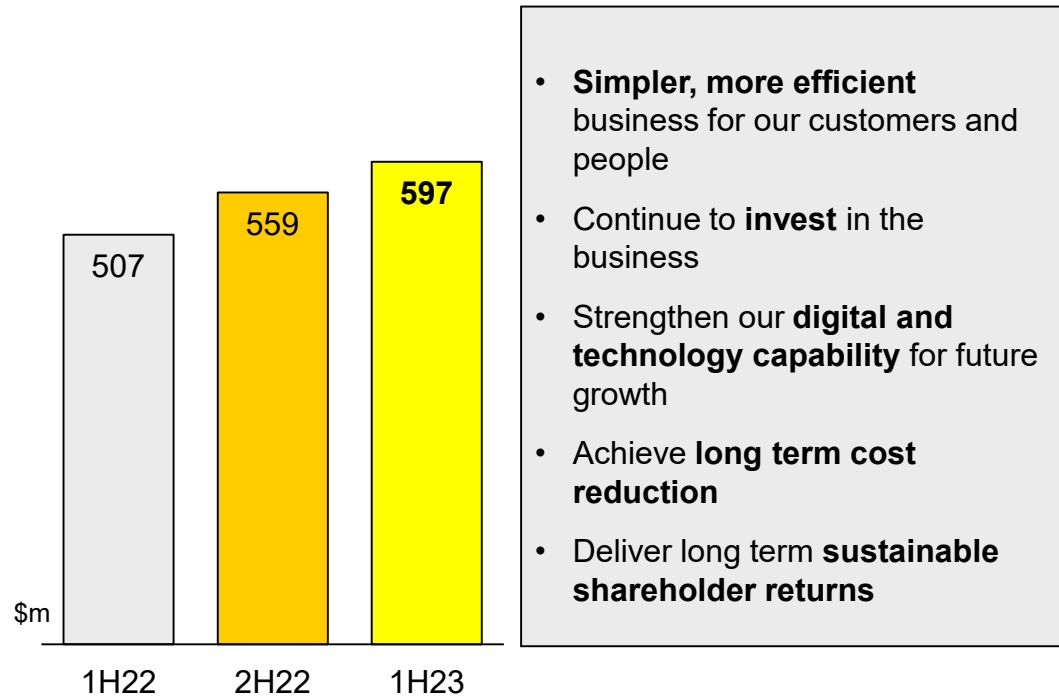 507
559
597
$m
1H22
2H22
1H23
• Simpler, more efficient
business for our customers and
people
• Continue to invest in the
business
• Strengthen our digital and
technology capability for future
growth
• Achieve long term cost
reduction
• Deliver long term sustainable
shareholder returns